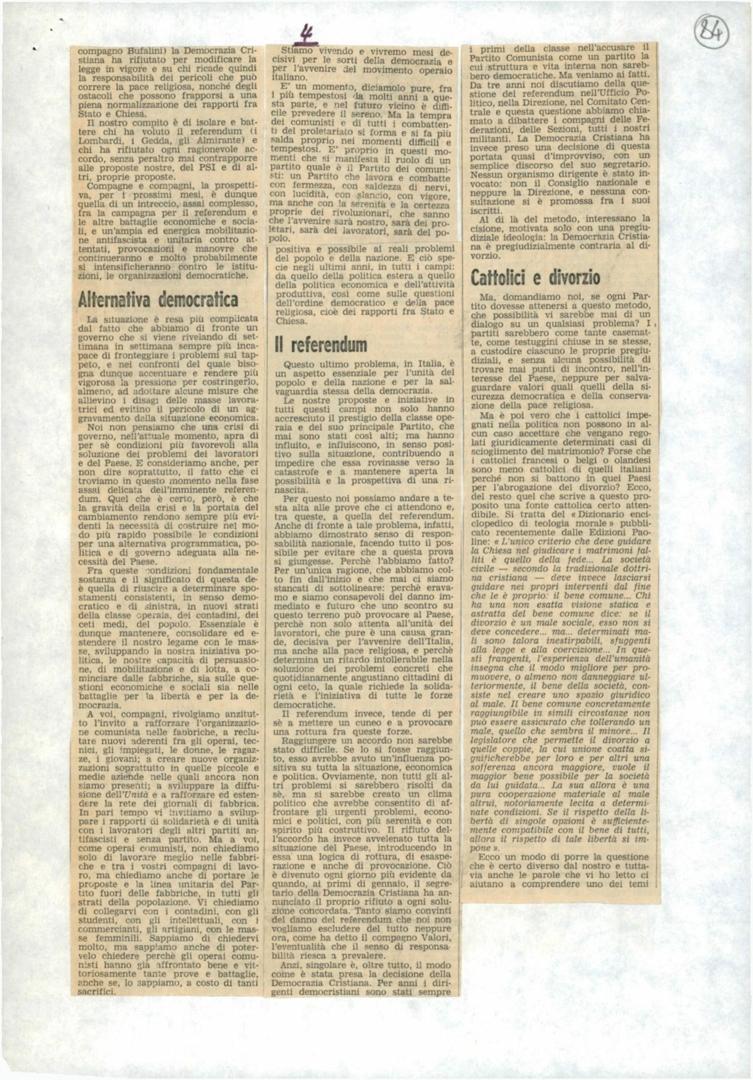 4
84
compagno Bufalini) la Democrazia Cri-
stiana ha rifiutato per modificare la
legge in vigore e su chi ricade quindi
la responsabilità dei pericoli che può
correre la pace religiosa, nonché degli
ostacoli che possono frapporsi a una
piena normalizzazione dei rapporti fra
Stato e Chiesa.
Il nostro compito è di isolare e bat-
tere chi ha voluto il referendum (i
Lombardi, i Gedda, gli Almirante) e
chi ha rifiutato ogni ragionevole ac-
cordo, senza peraltro mai contrapporre
alle proposte nostre, del PSI e di al-
tri, proprie proposte.
Compagne e compagni, la prospetti-
va, per i prossimi mesi, è dunque
quella di un intreccio, assai complesso,
fra la campagna per il referendum e
le altre battaglie economiche e socia-
li, e un'ampia ed energica mobilitazio-
ne antifascista e unitaria contro at-
tentati, provocazioni e manovre che
continueranno e molto probabilmente
si intensificheranno contro le istitu-
zioni, le organizzazioni democratiche.
Alternativa democratica
La situazione è resa più complicata
dal fatto che abbiamo di fronte un
governo che si viene rivelando di set-
timana in settimana sempre più inca-
pace di fronteggiare i problemi sul tap-
peto, e nei confronti del quale biso-
gna dunque accentuare e rendere più
vigorosa la pressione per costringerlo,
almeno, ad adottare alcune misure che
allevino i disagi delle masse lavora-
trici ed evitino il pericolo di un ag-
gravamento della situazione economica.
Noi non pensiamo che una crisi di
governo, nell'attuale momento, apra di
per sè condizioni più favorevoli alla
soluzione dei problemi dei lavoratori
e del Paese. E consideriamo anche, per
non dire soprattutto, il fatto che ci
troviamo in questo momento nella fase
assai delicata dell'imminente referen-
dum. Quel che è certo, però, è che
la gravità della crisi e la portata del
cambiamento rendono sempre più evi-
denti la necessità di costruire nel mo-
do più rapido possibile le condizioni
per una alternativa programmatica, po-
litica e di governo adeguata alla ne-
cessità del Paese.
Fra queste condizioni fondamentale
sostanza e il significato di questa de-
è quella di riuscire a determinare spo-
stamenti consistenti, in senso demo-
cratico e di sinistra, in nuovi strati
della classe operaia, dei contadini, dei
ceti medi, del popolo. Essenziale è
dunque mantenere, consolidare ed e-
stendere il nostro legame con le mas-
se, sviluppando la nostra iniziativa po-
litica, le nostre capacità di persuasio-
ne, di mobilitazione e di lotta, a co-
minciare dalle fabbriche, sia sulle que-
stioni economiche e sociali sia nelle
battaglie per la libertà e per la de-
mocrazia.
A voi, compagni, rivolgiamo anzitut-
to l'invito a rafforzare l'organizzazio-
ne comunista nelle fabbriche, a reclu-
tare nuovi aderenti fra gli operai, tec-
nici, gli impiegati, le donne, le ragaz-
ze, i giovani; a creare nuove organiz-
zazioni soprattutto in quelle piccole e
medie aziende nelle quali ancora non
siamo presenti; a sviluppare la diffu-
sione dell'Unità e a rafforzare ed esten-
dere la rete dei giornali di fabbrica.
In pari tempo vi invitiamo a svilup-
pare i rapporti di solidarietà e di unità
con i lavoratori degli altri partiti an-
tifascisti e senza partito. Ma a voi,
come operai comunisti, non chiediamo
solo di lavorare meglio nelle fabbri-
che e tra i vostri compagni di lavo-
ro, ma chiediamo anche di portare le
proposte e la linea unitaria del Par-
tito fuori delle fabbriche, in tutti gli
strati della popolazione. Vi chiediamo
di collegarvi con i contadini, con gli
studenti, con gli intellettuali, con i
commercianti, gli artigiani, con le mas-
se femminili. Sappiamo di chiedervi
molto, ma sappiamo anche di poter-
velo chiedere perchè gli operai comu-
nisti hanno già affrontato bene e vit-
toriosamente tante prove e battaglie,
anche se, lo sappiamo, a costo di tanti
sacrifici.
Stiamo vivendo e vivremo mesi de-
cisivi per le sorti della democrazia e
per l'avvenire del movimento operaio
italiano.
E' un momento, diciamolo pure, fra
i più tempestosi da molti anni a que-
sta parte, e nel futuro vicino è diffi-
cile prevedere il sereno. Ma la tempra
dei comunisti e di tutti i combatten-
ti del proletariato si forma e si fa più
salda proprio nei momenti difficili e
tempestosi. E' proprio in questi mo-
menti che si manifesta il ruolo di un
partito quale è il Partito dei comuni-
sti: un Partito che lavora e combatte
con fermezza, con saldezza di nervi,
con lucidità, con slancio, con vigore,
ma anche con la serenità e la certezza
proprie dei rivoluzionari, che sanno
che l'avvenire sarà nostro, sarà dei pro-
letari, sarà dei lavoratori, sarà del po-
polo.
positiva e possibile ai reali problemi
del popolo e della nazione. E ciò spe-
cie negli ultimi anni, in tutti i campi:
da quello della politica estera a quello
della politica economica e dell'attività
produttiva, così come sulle questioni
dell'ordine democratico e della pace
religiosa, cioè dei rapporti fra Stato e
Chiesa.
Il referendum
Questo ultimo problema, in Italia, è
un aspetto essenziale per l'unità del
popolo e della nazione e per la sal-
vaguardia stessa della democrazia.
Le nostre proposte e iniziative in
tutti questi campi non solo hanno
accresciuto il prestigio della classe ope-
raia e del suo principale Partito, che
mai sono stati così alti; ma hanno
influito, e influiscono, in senso posi-
tivo sulla situazione, contribuendo a
impedire che essa rovinasse verso la
catastrofe e a mantenere aperta la
possibilità e la prospettiva di una ri-
nascita.
Per questo noi possiamo andare a te-
sta alta alle prove che ci attendono e,
tra queste, a quella del referendum.
Anche di fronte a tale problema, infatti,
abbiamo dimostrato senso di respon-
sabilità nazionale, facendo tutto il pos-
sibile per evitare che a questa prova
si giungesse. Perchè l'abbiamo fatto?
Per un'unica ragione, che abbiamo col-
to fin dall'inizio e che mai ci siamo
stancati di sottolineare: perchè erava-
mo e siamo consapevoli del danno im-
mediato e futuro che uno scontro su
questo terreno può provocare al Paese,
perchè non solo attenta all'unità dei
lavoratori, che pure è una causa gran-
de, decisiva per l'avvenire dell'Italia,
ma anche alla pace religiosa, e perchè
determina un ritardo intollerabile nella
soluzione dei problemi concreti che
quotidianamente angustiano cittadini di
ogni ceto, la quale richiede la solida-
rietà e l'iniziativa di tutte le forze
democratiche.
Il referendum invece, tende di per
sè a mettere un cuneo e a provocare
una rottura fra queste forze.
Raggiungere un accordo non sarebbe
stato difficile. Se lo si fosse raggiun-
to, esso avrebbe avuto un'influenza po-
sitiva su tutta la situazione, economica
e politica. Ovviamente, non tutti gli al-
tri problemi si sarebbero risolti da
sè, ma si sarebbe creato un clima
politico che avrebbe consentito di af-
frontare gli urgenti problemi, econo-
mici e politici, con più serenità e con
spirito più costruttivo. Il rifiuto del-
l'accordo ha invece avvelenato tutta la
situazione del Paese, introducendo in
essa una logica di rottura, di esaspe-
razione e anche di provocazione. Ciò
è divenuto ogni giorno più evidente da
quando, ai primi di gennaio, il segre-
tario della Democrazia Cristiana ha an-
nunciato il proprio rifiuto a ogni solu-
zione concordata. Tanto siamo convinti
del danno del referendum che noi non
vogliamo escludere del tutto neppure
ora, come ha detto il compagno Valori,
l'eventualità che il senso di responsa-
bilità riesca a prevalere.
Anzi, singolare è, oltre tutto, il modo
come è stata presa la decisione della
Democrazia Cristiana. Per anni i di-
rigenti democristiani sono stati sempre
i primi della classe nell'accusare il
Partito Comunista come un partito la
cui struttura e vita interna non sareb-
bero democratiche. Ma veniamo ai fatti.
Da tre anni noi discutiamo della que-
stione del referendum nell'Ufficio Po-
litico, nella Direzione, nel Comitato Cen-
trale e questa questione abbiamo chia-
mato a dibattere i compagni delle Fe-
derazioni, delle Sezioni, tutti i nostri
militanti. La Democrazia Cristiana ha
invece preso una decisione di questa
portata quasi d'improvviso, con un
semplice discorso del suo segretario.
Nessun organismo dirigente è stato in-
vocato: non il Consiglio nazionale e
neppure la Direzione, e nessuna con-
sultazione si è promossa fra i suoi
iscritti.
Al di là del metodo, interessano la
cisione, motivata solo con una pregiu-
diziale ideologia: la Democrazia Cristia-
na è pregiudizialmente contraria al di-
vorzio.
Cattolici e divorzio
Ma, domandiamo noi, se ogni Par-
tito dovesse attenersi a questo metodo,
che possibilità vi sarebbe mai di un
dialogo su un qualsiasi problema? I
partiti sarebbero come tante casemat-
te, come testuggini chiuse in se stesse,
a custodire ciascuno le proprie pregiu-
diziali, e senza alcuna possibilità di
trovare mai punti di incontro, nell'in-
teresse del Paese, neppure per salva-
guardare valori quali quelli della si-
curezza democratica e della conserva-
zione della pace religiosa.
Ma è poi vero che i cattolici impe-
gnati nella politica non possono in al-
cun caso accettare che vengano rego-
lati giuridicamente determinati casi di
scioglimento del matrimonio? Forse che
i cattolici francesi o belgi o olandesi
sono meno cattolici di quelli italiani
perchè non si battono in quei Paesi
per l'abrogazione del divorzio? Ecco,
del resto quel che scrive a questo pro-
posito una fonte cattolica certo atten-
dibile. Si tratta del «Dizionario enci-
clopedico di teologia morale» pubbli-
cato recentemente dalle Edizioni Pao-
line: «L'unico criterio che deve guidare
la Chiesa nel giudicare i matrimoni fal-
liti è quello della fede... La società
civile — secondo la tradizionale dottri-
na cristiana — deve invece lasciarsi
guidare nei propri interventi dal fine
che le è proprio: il bene comune... Chi
ha una non esatta visione statica e
astratta del bene comune dice: se il
divorzio è un male sociale, esso non si
deve concedere... ma... determinati ma-
li sono talora inestirpabili, sfuggenti
alla legge e alla coercizione... In que-
sti frangenti, l'esperienza dell'umanità
insegna che il modo migliore per pro-
muovere, o almeno non danneggiare ul-
teriormente, il bene della società, con-
siste nel creare uno spazio giuridico
al male. Il bene comune concretamente
raggiungibile in simili circostanze non
può essere assicurato che tollerando un
male, quello che sembra il minore... Il
legislatore che permette il divorzio a
quelle coppie, la cui unione coatta si-
gnificherebbe per loro e per altri una
sofferenza ancora maggiore, vuole il
maggior bene possibile per la società
da lui guidata... La sua allora è una
pura cooperazione materiale al male
altrui, notoriamente lecita a determi-
nate condizioni. Se il rispetto della li-
bertà di singole opzioni è sufficiente-
mente compatibile con il bene di tutti,
allora il rispetto di tale libertà si im-
pone».
Ecco un modo di porre la questione
che è certo diverso dal nostro e tutta-
via anche le parole che vi ho letto ci
aiutano a comprendere uno dei temi